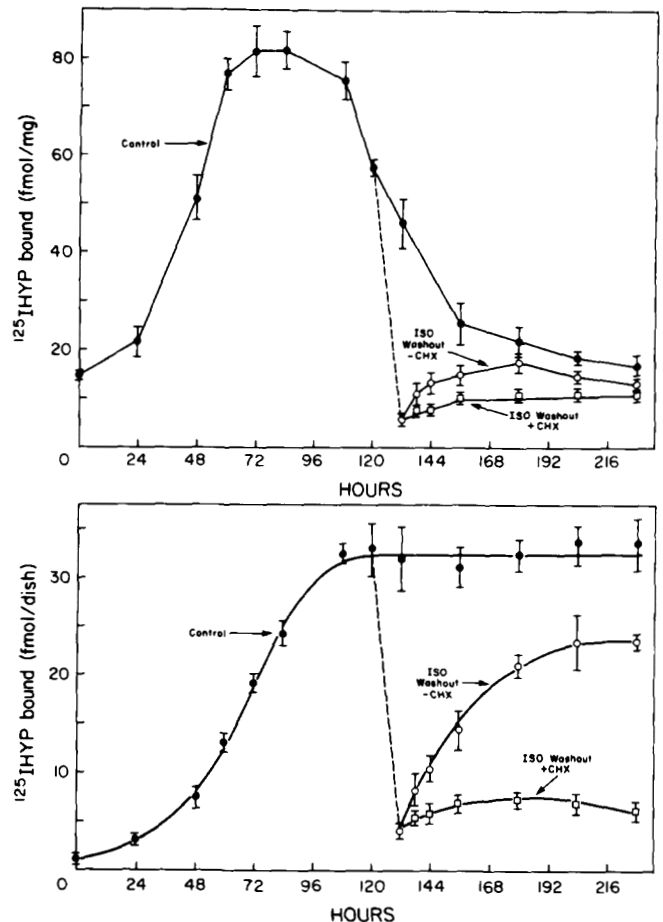 80
60
40
20
0
24
48
72
96
120
144
168
192
216
HOURS
125IHYP bound (fmol/mg)
Control
ISO
Washout
-CHX
ISO Washout
+CHX
30
20
10
0
24
48
72
96
120
144
168
192
216
HOURS
125IHYP bound (fmol/dish)
Control
ISO
Washout
-CHX
ISO Washout
+CHX